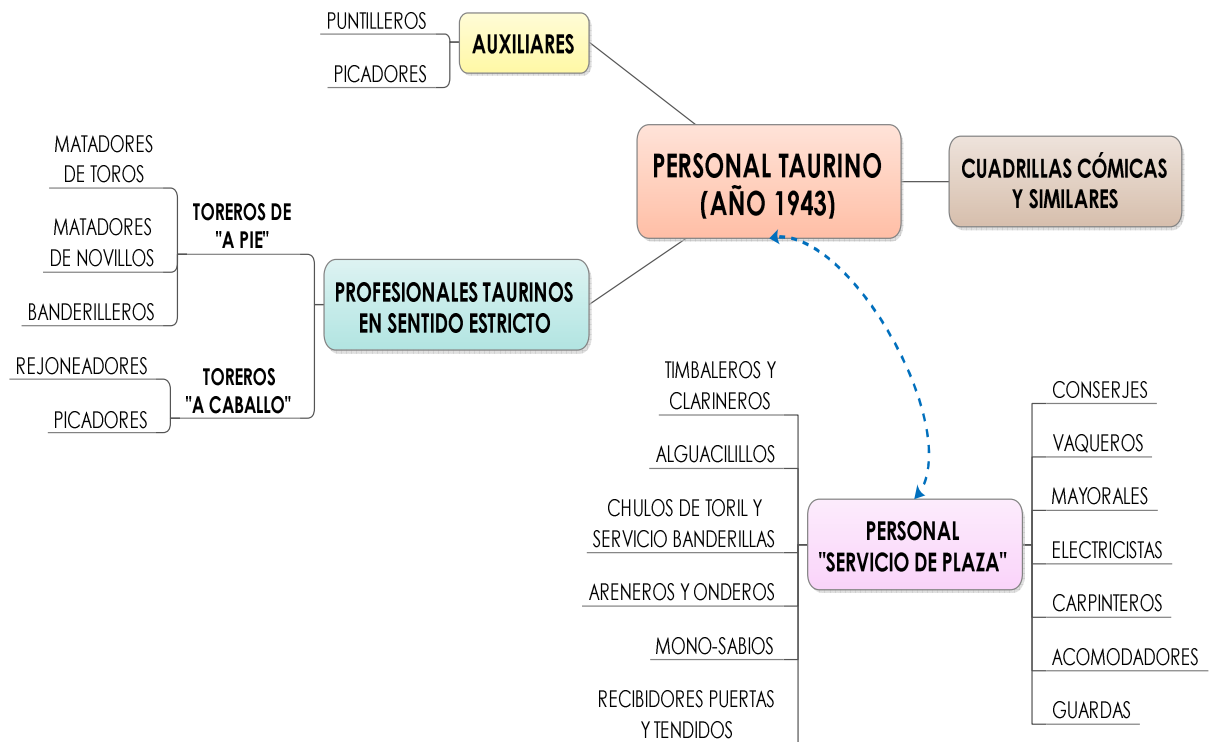 PUNTILLEROS
PICADORES
AUXILIARES
PERSONAL TAURINO
(AÑO 1943)
CUADRILLAS CÓMICAS
Y SIMILARES
MATADORES
DE TOROS
MATADORES
DE NOVILLOS
BANDERILLEROS
TOREROS DE
"A PIE"
REJONEADORES
PICADORES
TOREROS
"A CABALLO"
PROFESIONALES TAURINOS
EN SENTIDO ESTRICTO
TIMBALEROS Y
CLARINEROS
ALGUACILILLOS
CHULOS DE TORIL Y
SERVICIO BANDERILLAS
ARENEROS Y ONDEROS
MONO-SABIOS
RECIBIDORES PUERTAS
Y TENDIDOS
PERSONAL
"SERVICIO DE PLAZA"
CONSERJES
VAQUEROS
MAYORALES
ELECTRICISTAS
CARPINTEROS
ACOMODADORES
GUARDAS